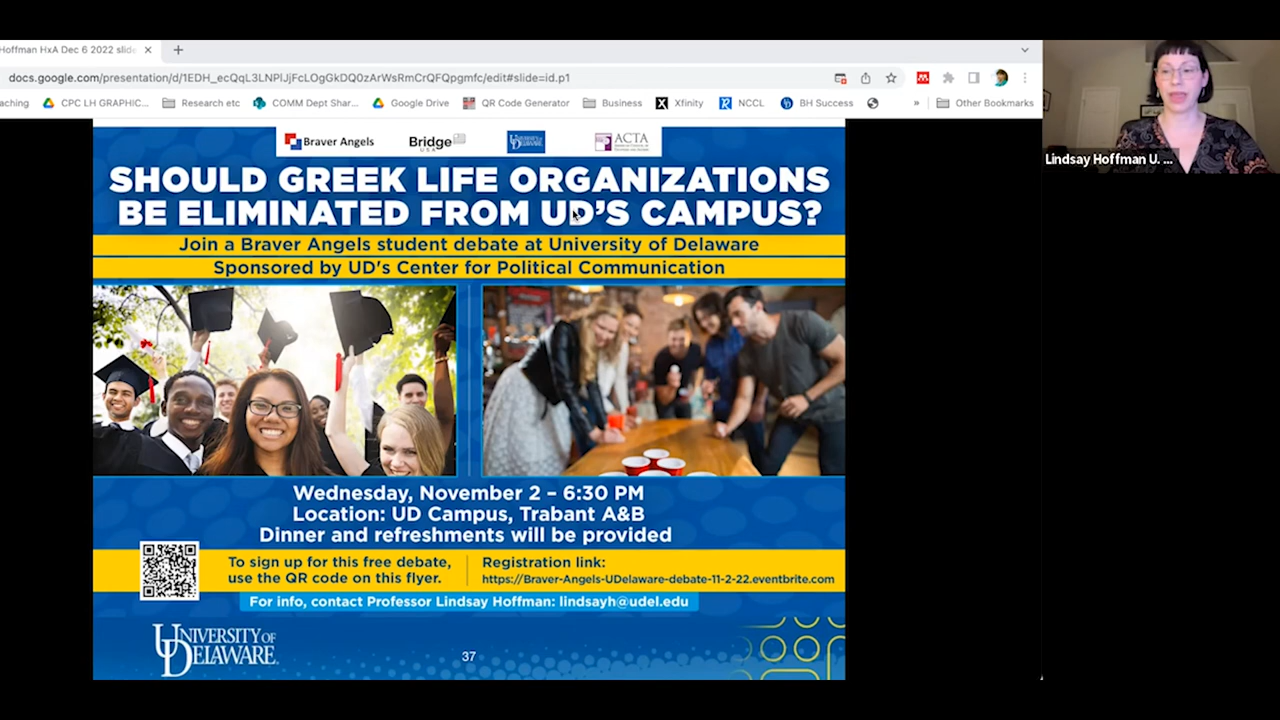 Hoffman HxA Dec 6 2022 slide
docs.google.com/presentation/d/1EDH_ecQqL3LNPlJjFcLOgGkDQ0zArWsRmCrQFQpgmfc/edit#slide=id.p1
aching CPC LH GRAPHIC... Research etc COMM Dept Shar... Google Drive QR Code Generator Business Xfinity NCCL BH Success » Other Bookmarks
Lindsay Hoffman U. ...
Braver Angels Bridge USA UNIVERSITY OF DELAWARE ACTA
SHOULD GREEK LIFE ORGANIZATIONS
BE ELIMINATED FROM UD'S CAMPUS?
Join a Braver Angels student debate at University of Delaware
Sponsored by UD's Center for Political Communication
Wednesday, November 2 – 6:30 PM
Location: UD Campus, Trabant A&B
Dinner and refreshments will be provided
To sign up for this free debate,
use the QR code on this flyer.
Registration link:
https://Braver-Angels-UDelaware-debate-11-2-22.eventbrite.com
For info, contact Professor Lindsay Hoffman: lindsayh@udel.edu
UNIVERSITY OF
DELAWARE
37